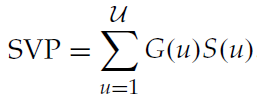 SVP = \sum_{u=1}^{\mathcal{U}} G(u)S(u)